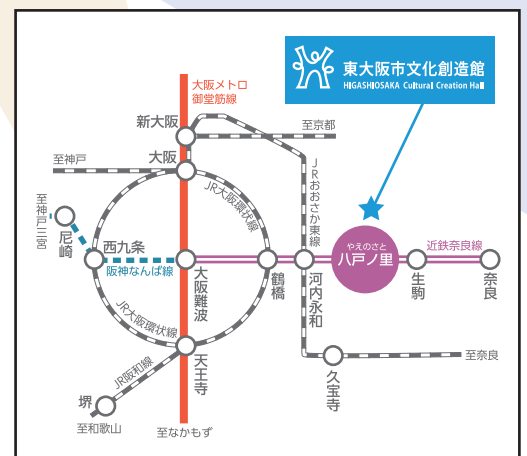 東大阪市文化創造館
HIGASHIOSAKA Cultural Creation Hall
大阪メトロ
御堂筋線
新大阪
至京都
大阪
至神戸
JR大阪環状線
JRおおさか東線
至神戸三宮
尼崎
西九条
阪神なんば線
大阪難波
鶴橋
河内永和
やえのさと
八戸ノ里
近鉄奈良線
生駒
奈良
JR大阪環状線
天王寺
久宝寺
至奈良
JR阪和線
堺
至和歌山
至なかもず